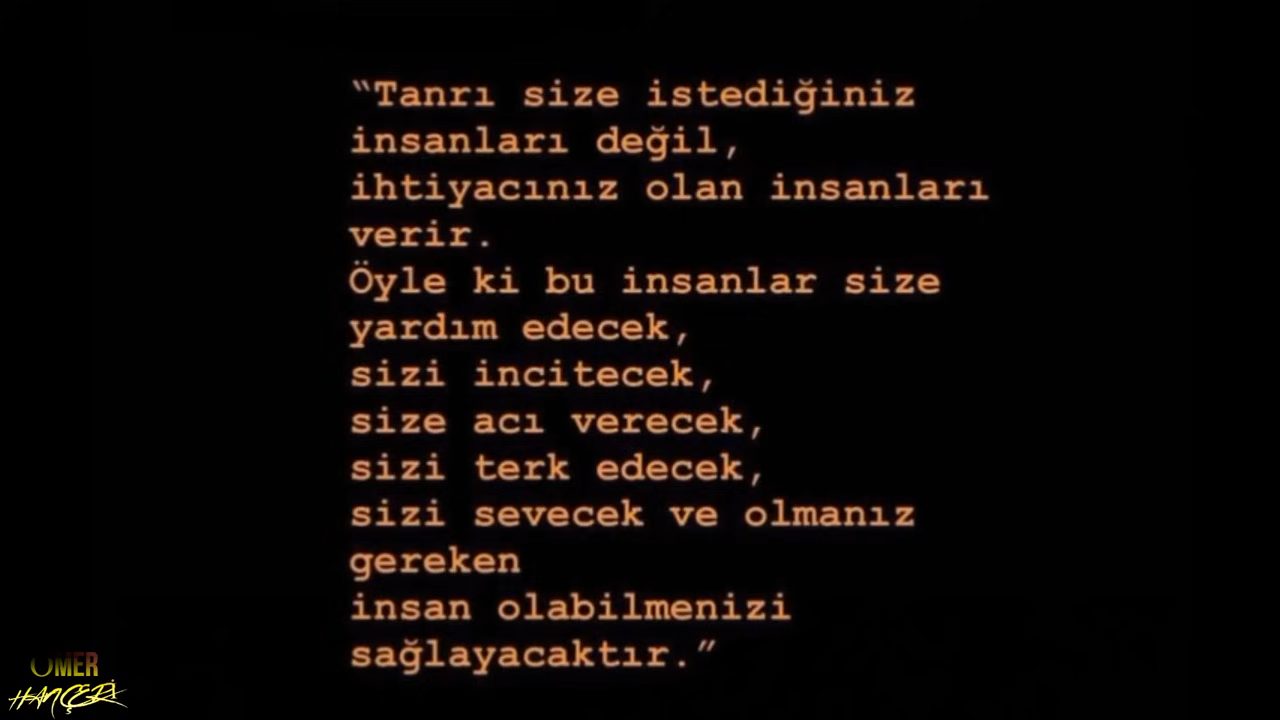 “Tanrı size istediğiniz
insanları değil,
ihtiyacınız olan insanları
verir.
Öyle ki bu insanlar size
yardım edecek,
sizi incitecek,
size acı verecek,
sizi terk edecek,
sizi sevecek ve olmanız
gereken
insan olabilmenizi
sağlayacaktır.”
ÖMER
HANÇERİ